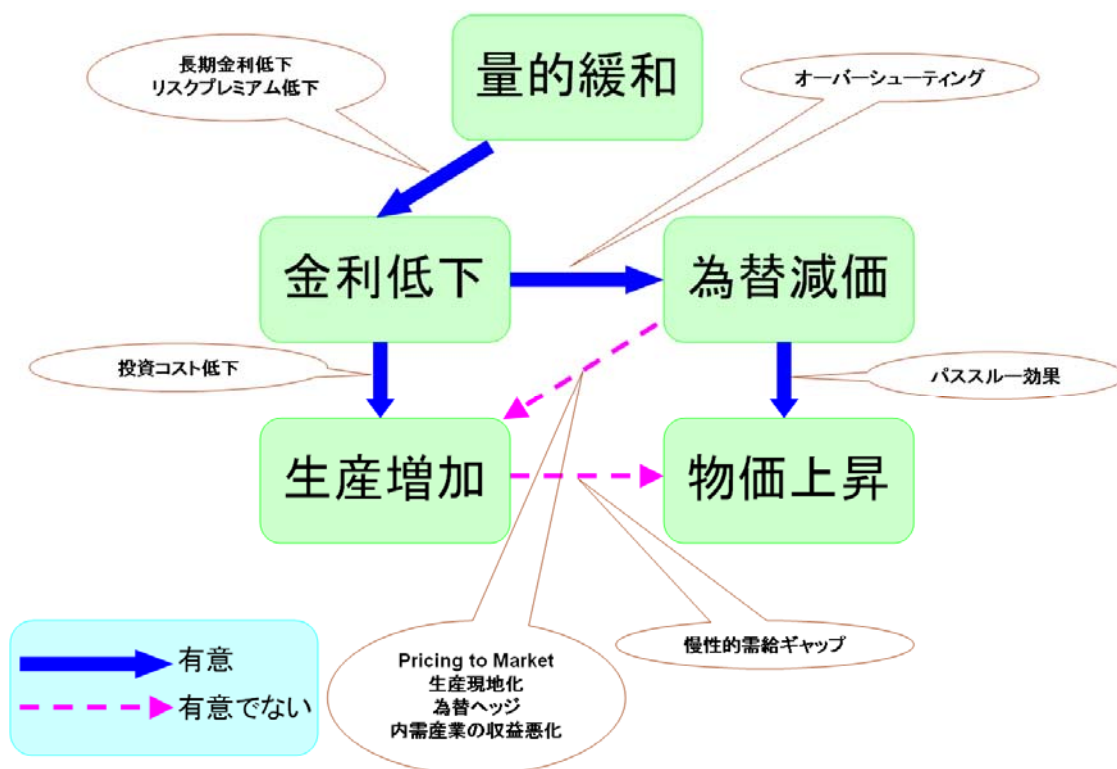 長期金利低下
リスクプレミアム低下
量的緩和
オーバーシューティング
金利低下
為替減価
投資コスト低下
パススルー効果
生産増加
物価上昇
有意
有意でない
Pricing to Market
生産現地化
為替ヘッジ
内需産業の収益悪化
慢性的需給ギャップ